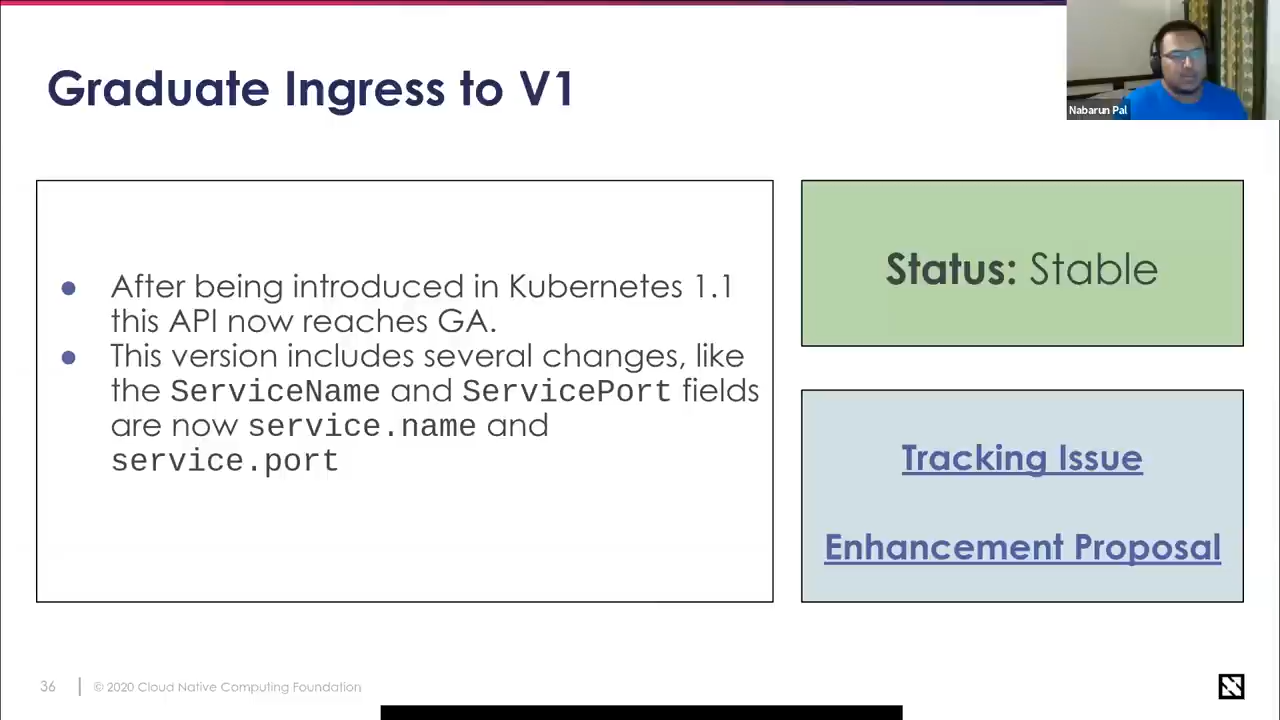 Graduate Ingress to V1
Nabarun Pal
● After being introduced in Kubernetes 1.1
this API now reaches GA.
● This version includes several changes, like
the ServiceName and ServicePort fields
are now service.name and
service.port
Status: Stable
Tracking Issue
Enhancement Proposal
36
© 2020 Cloud Native Computing Foundation